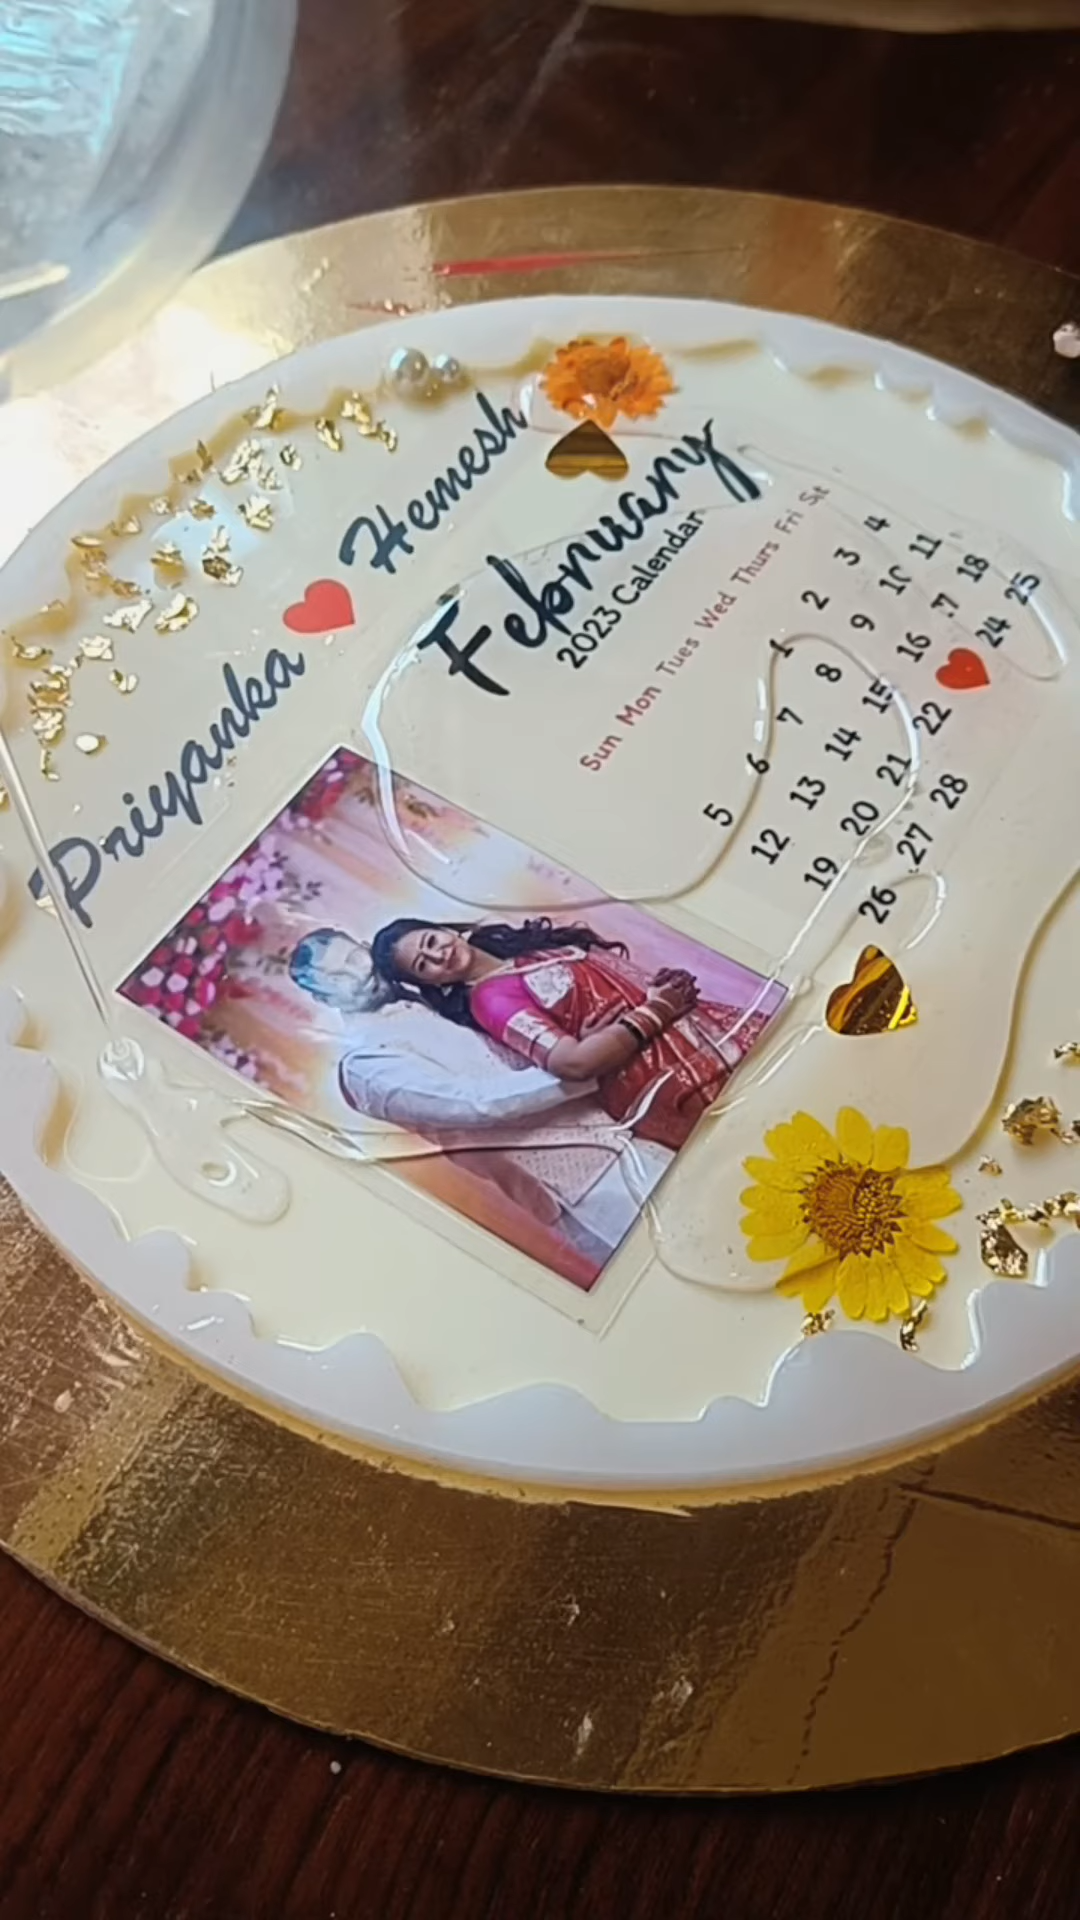 Priyanka ❤ Hemesh
February
2023 Calendar
Sun Mon Tues Wed Thurs Fri Sat
1 2 3 4
5 6 7 8 9 10 11
12 13 14 15 16 17 18
19 20 21 22 ❤ 24 25
26 27 28